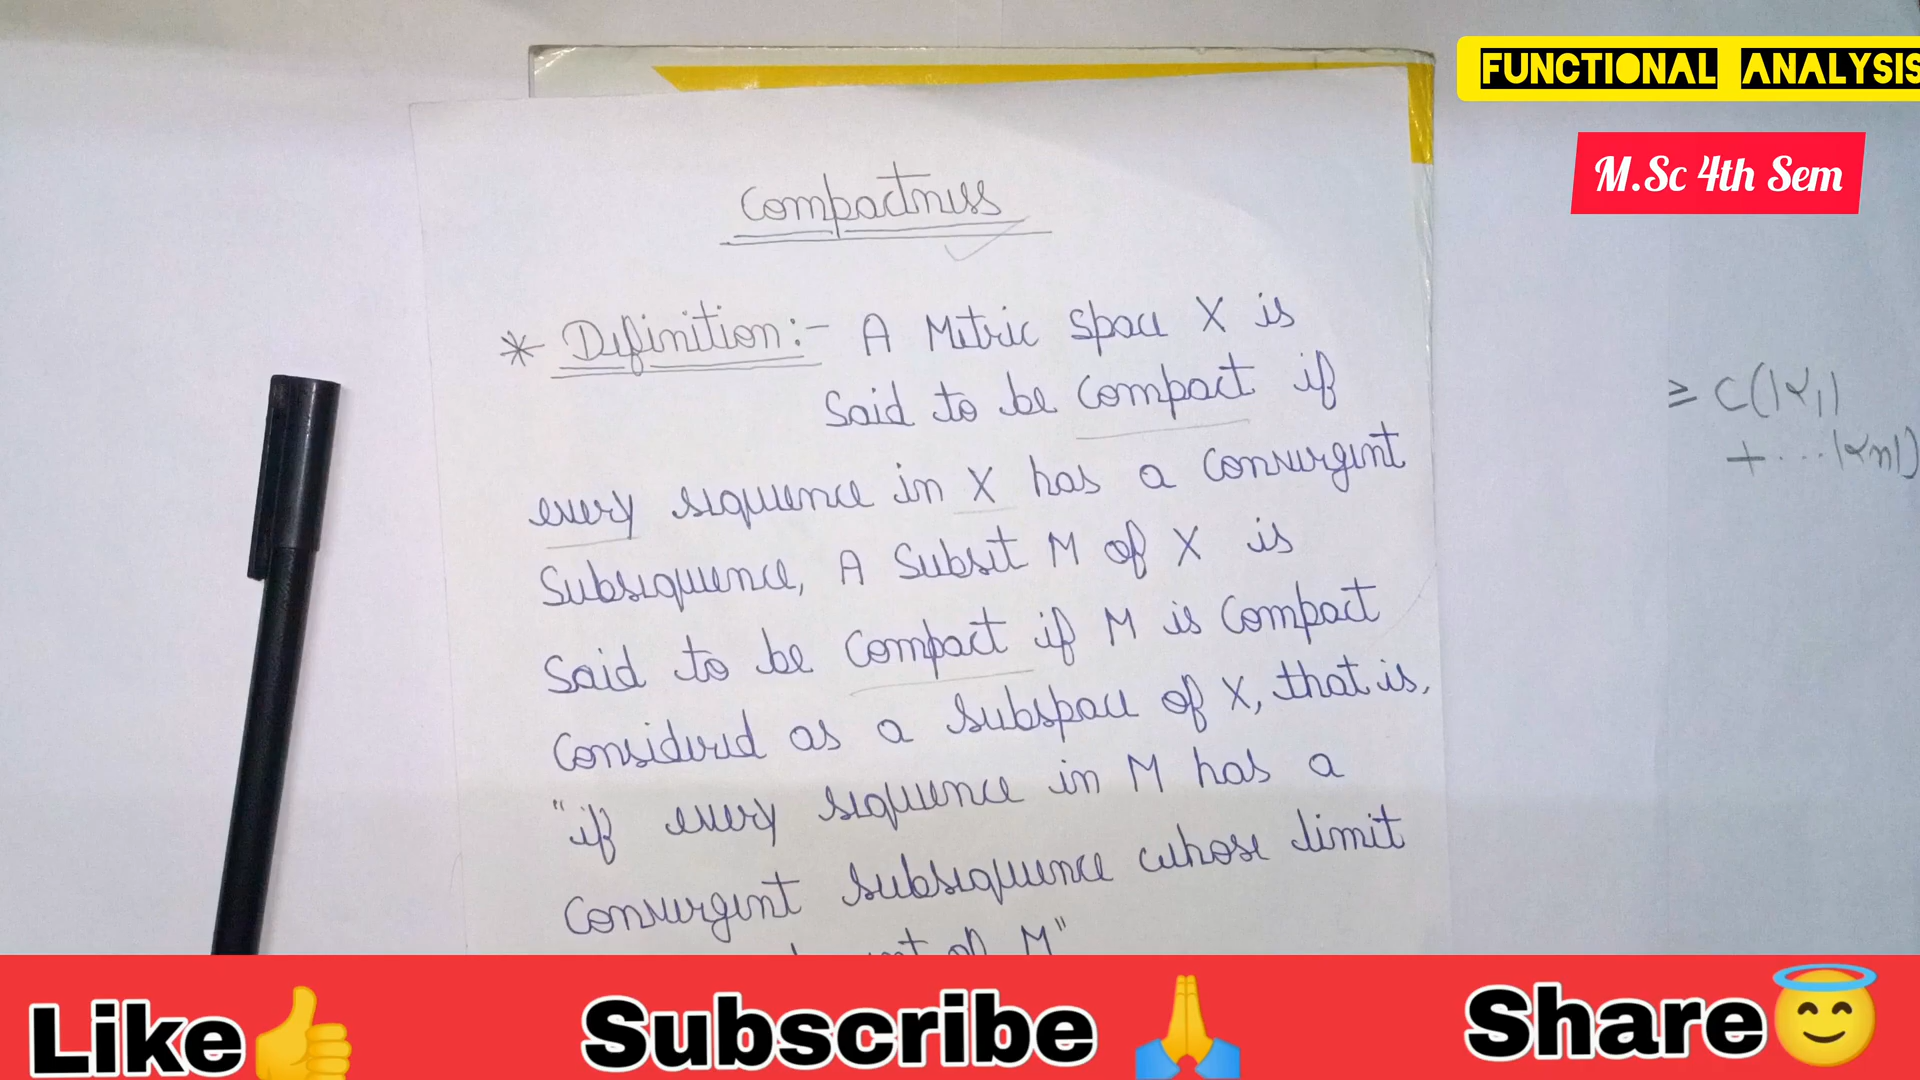 FUNCTIONAL ANALYSIS
M.Sc 4th Sem
Compactness
* Definition:- A Metric space X is
Said to be Compact if
every sequence in X has a Convergent
Subsequence, A Subset M of X is
Said to be Compact if M is Compact
Considered as a Subspace of X, that is,
"if every sequence in M has a
Convergent subsequence whose limit
of M"
≥ C(|α1|
+ ... |αn|)
Like👍
Subscribe 🙏
Share😇